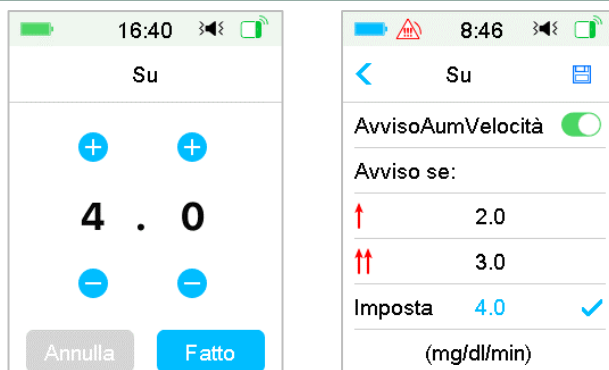 16:40
Su
4 . 0
Annulla Fatto
8:46
Su
AvvisoAumVelocità
Avviso se:
2.0
3.0
Imposta 4.0
(mg/dl/min)